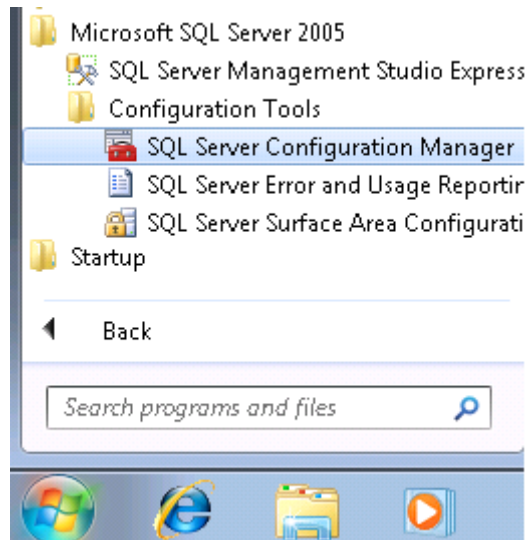 Microsoft SQL Server 2005
SQL Server Management Studio Express
Configuration Tools
SQL Server Configuration Manager
SQL Server Error and Usage Reportir
SQL Server Surface Area Configurati
Startup
Back
Search programs and files